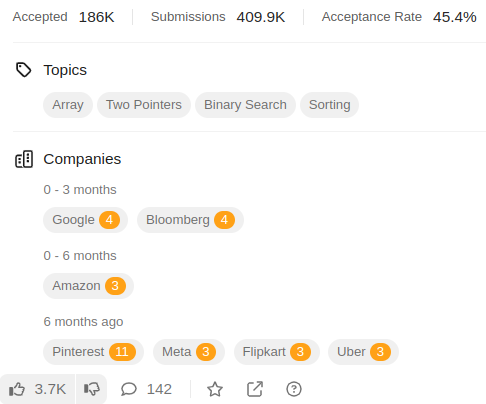 Accepted 186K Submissions 409.9K Acceptance Rate 45.4%
Topics
Array Two Pointers Binary Search Sorting
Companies
0 - 3 months
Google 4 Bloomberg 4
0 - 6 months
Amazon 3
6 months ago
Pinterest 11 Meta 3 Flipkart 3 Uber 3
3.7K 142